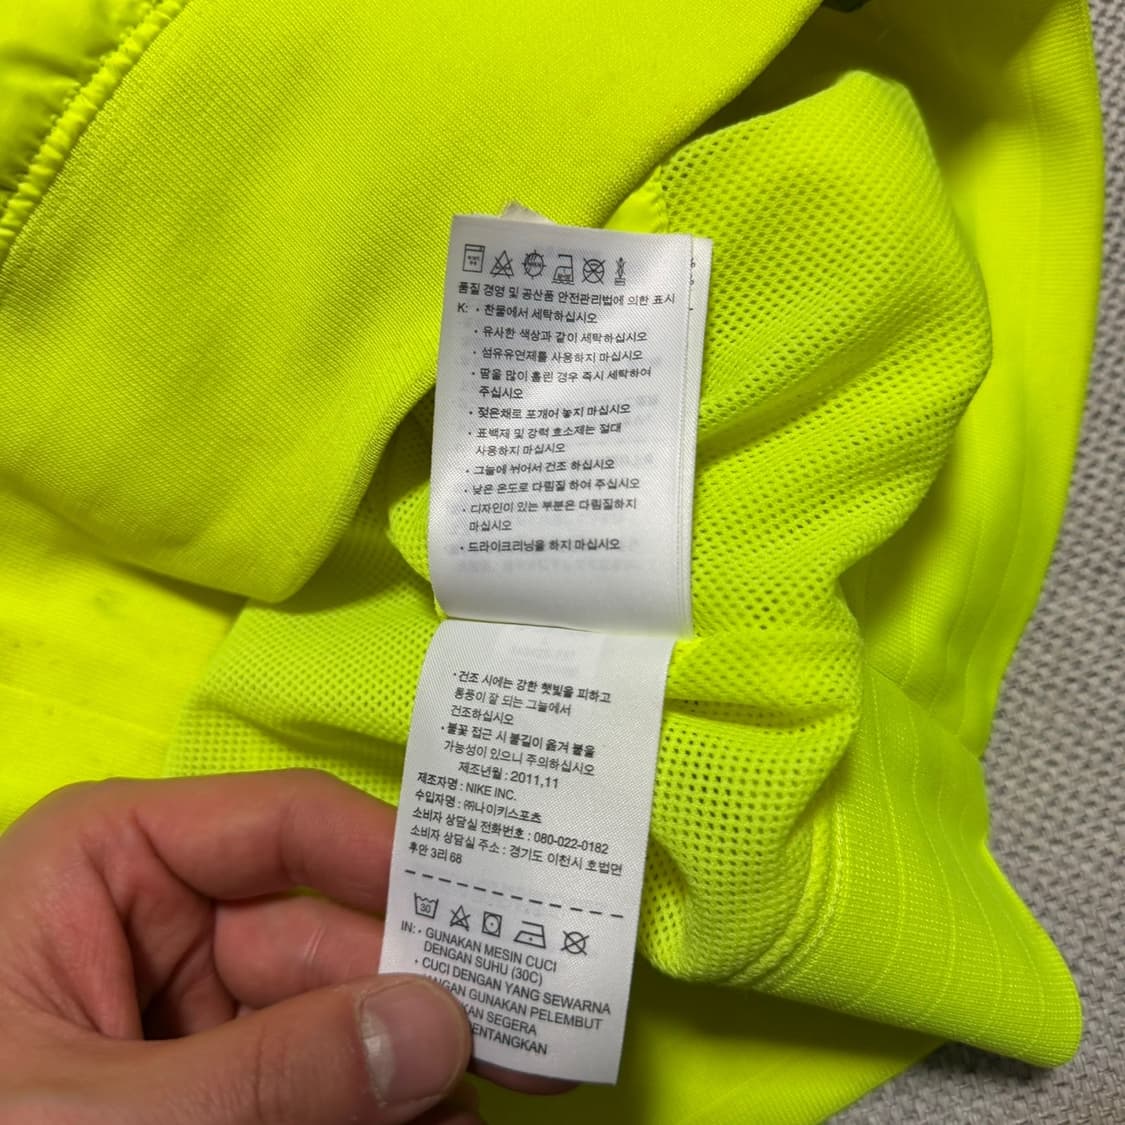 품질 경영 및 공산품 안전관리법에 의한 표시
K: • 찬물에서 세탁하십시오
• 유사한 색상과 같이 세탁하십시오
• 섬유유연제를 사용하지 마십시오
• 땀을 많이 흘린 경우 즉시 세탁하여
주십시오
• 젖은채로 포개어 놓지 마십시오
• 표백제 및 강력 효소제는 절대
사용하지 마십시오
• 그늘에 뉘어서 건조 하십시오
• 낮은 온도로 다림질 하여 주십시오
• 디자인이 있는 부분은 다림질하지
마십시오
• 드라이크리닝을 하지 마십시오
• 건조 시에는 강한 햇빛을 피하고
통풍이 잘 되는 그늘에서
건조하십시오
• 불꽃 접근 시 불길이 옮겨 붙을
가능성이 있으니 주의하십시오
제조년월 : 2011,11
제조자명 : NIKE INC.
수입자명 : ㈜나이키스포츠
소비자 상담실 전화번호 : 080-022-0182
소비자 상담실 주소 : 경기도 이천시 호법면
후안 3리 68
30
IN: • GUNAKAN MESIN CUCI
DENGAN SUHU (30C)
• CUCI DENGAN YANG SEWARNA
GUNAKAN PELEMBUT
SEGERA